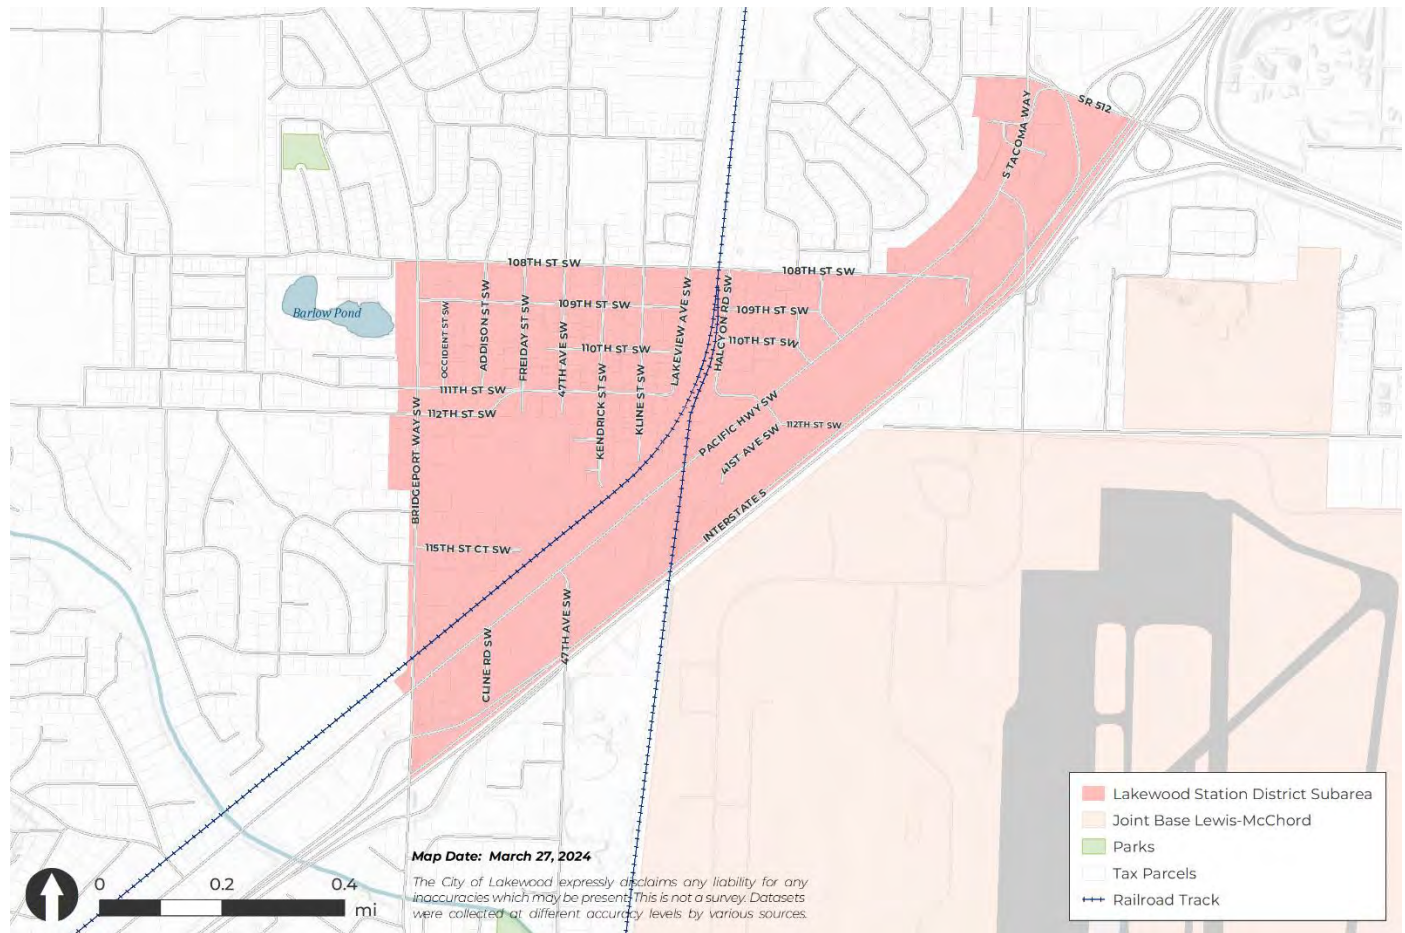 SR 512
S TACOMA WAY
108TH ST SW
108TH ST SW
Barlow Pond
OCCIDENT ST SW
ADDISON ST SW
FREIDAY ST SW
47TH AVE SW
109TH ST SW
110TH ST SW
KENDRICK ST SW
KLINE ST SW
LAKEVIEW AVE SW
HALCYON RD SW
109TH ST SW
110TH ST SW
111TH ST SW
112TH ST SW
BRIDGEPORT WAY SW
PACIFIC HWY SW
41ST AVE SW
112TH ST SW
INTERSTATE 5
115TH ST CT SW
CLINE RD SW
47TH AVE SW
Lakewood Station District Subarea
Joint Base Lewis-McChord
Parks
Tax Parcels
Railroad Track
0 0.2 0.4
mi
Map Date: March 27, 2024
The City of Lakewood expressly disclaims any liability for any
inaccuracies which may be present. This is not a survey. Datasets
were collected at different accuracy levels by various sources.